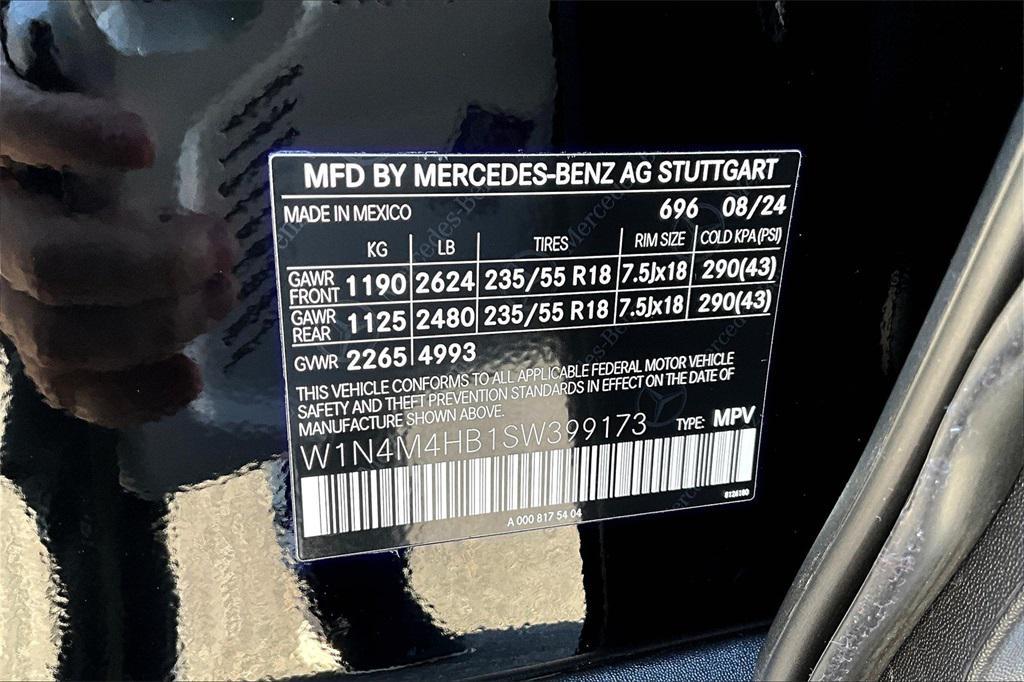 MFD BY MERCEDES-BENZ AG STUTTGART
MADE IN MEXICO 696 08/24
KG LB TIRES RIM SIZE COLD KPA(PSI)
GAWR FRONT 1190 2624 235/55 R18 7.5Jx18 290(43)
GAWR REAR 1125 2480 235/55 R18 7.5Jx18 290(43)
GVWR 2265 4993
THIS VEHICLE CONFORMS TO ALL APPLICABLE FEDERAL MOTOR VEHICLE
SAFETY AND THEFT PREVENTION STANDARDS IN EFFECT ON THE DATE OF
MANUFACTURE SHOWN ABOVE.
W1N4M4HB1SW399173 TYPE: MPV
A 000 817 54 04